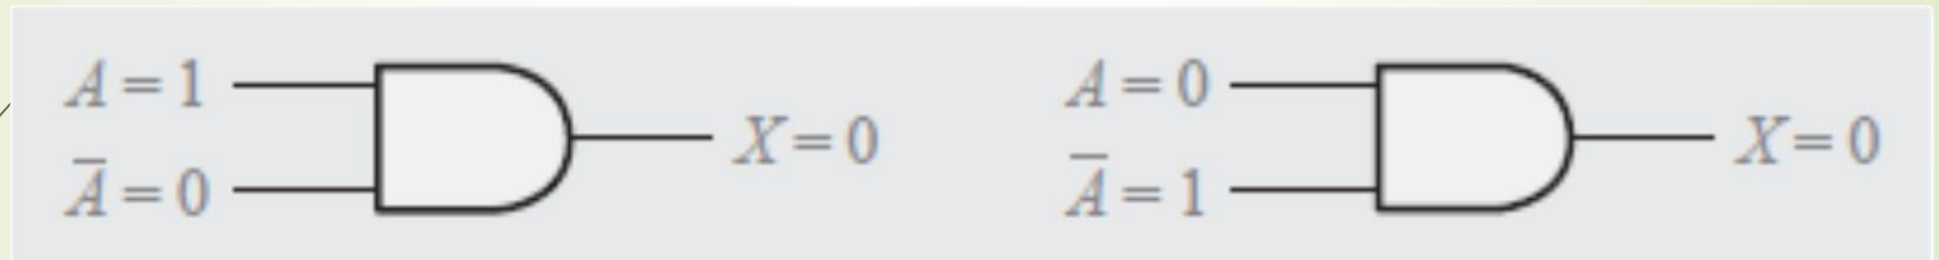 A = 1
A̅ = 0
X = 0
A = 0
A̅ = 1
X = 0